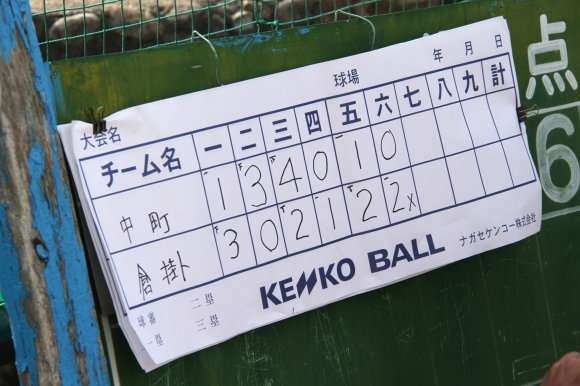 年 月 日
大会名 球場
チーム名 一 二 三 四 五 六 七 八 九 計
中町 1 3 4 0 1 0
倉掛 3 0 2 1 2 2x
球審 二塁
一塁 三塁
KENKO BALL
ナガセケンコー株式会社
点
6